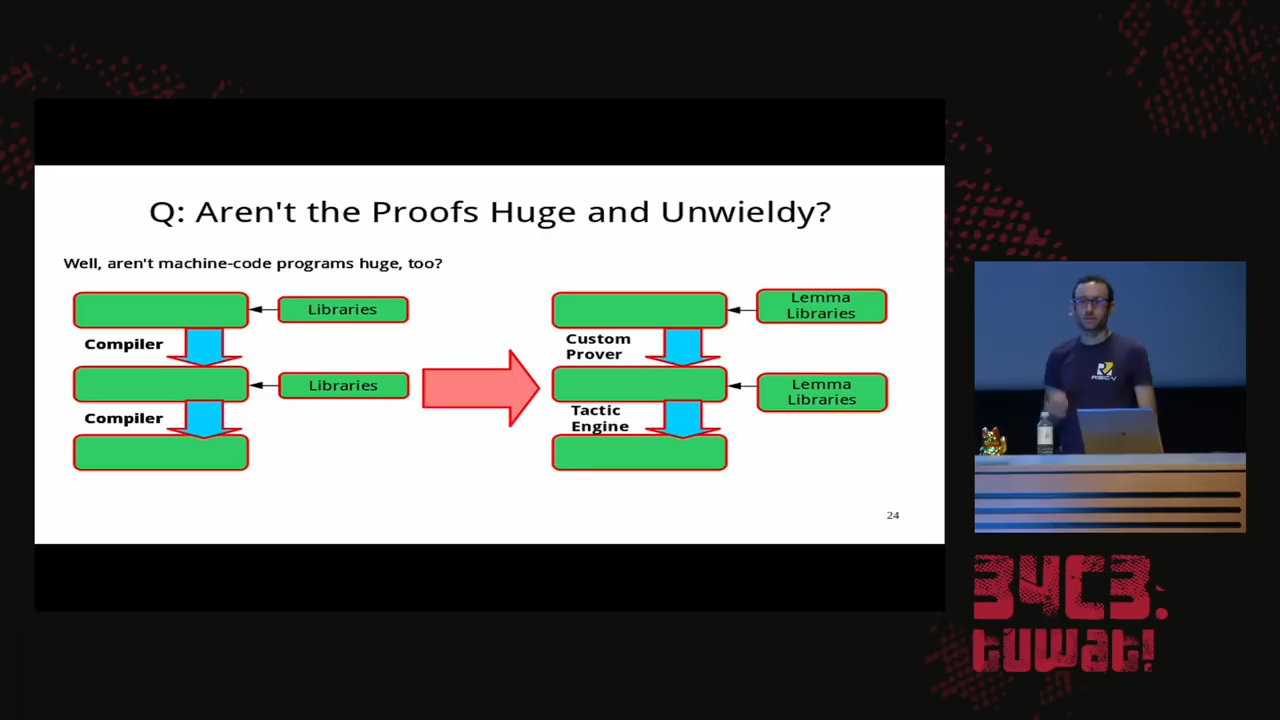 Q: Aren't the Proofs Huge and Unwieldy?
Well, aren't machine-code programs huge, too?
Libraries
Compiler
Libraries
Compiler
Lemma
Libraries
Custom
Prover
Lemma
Libraries
Tactic
Engine
24
RISC-V
34C3.
tuwat!